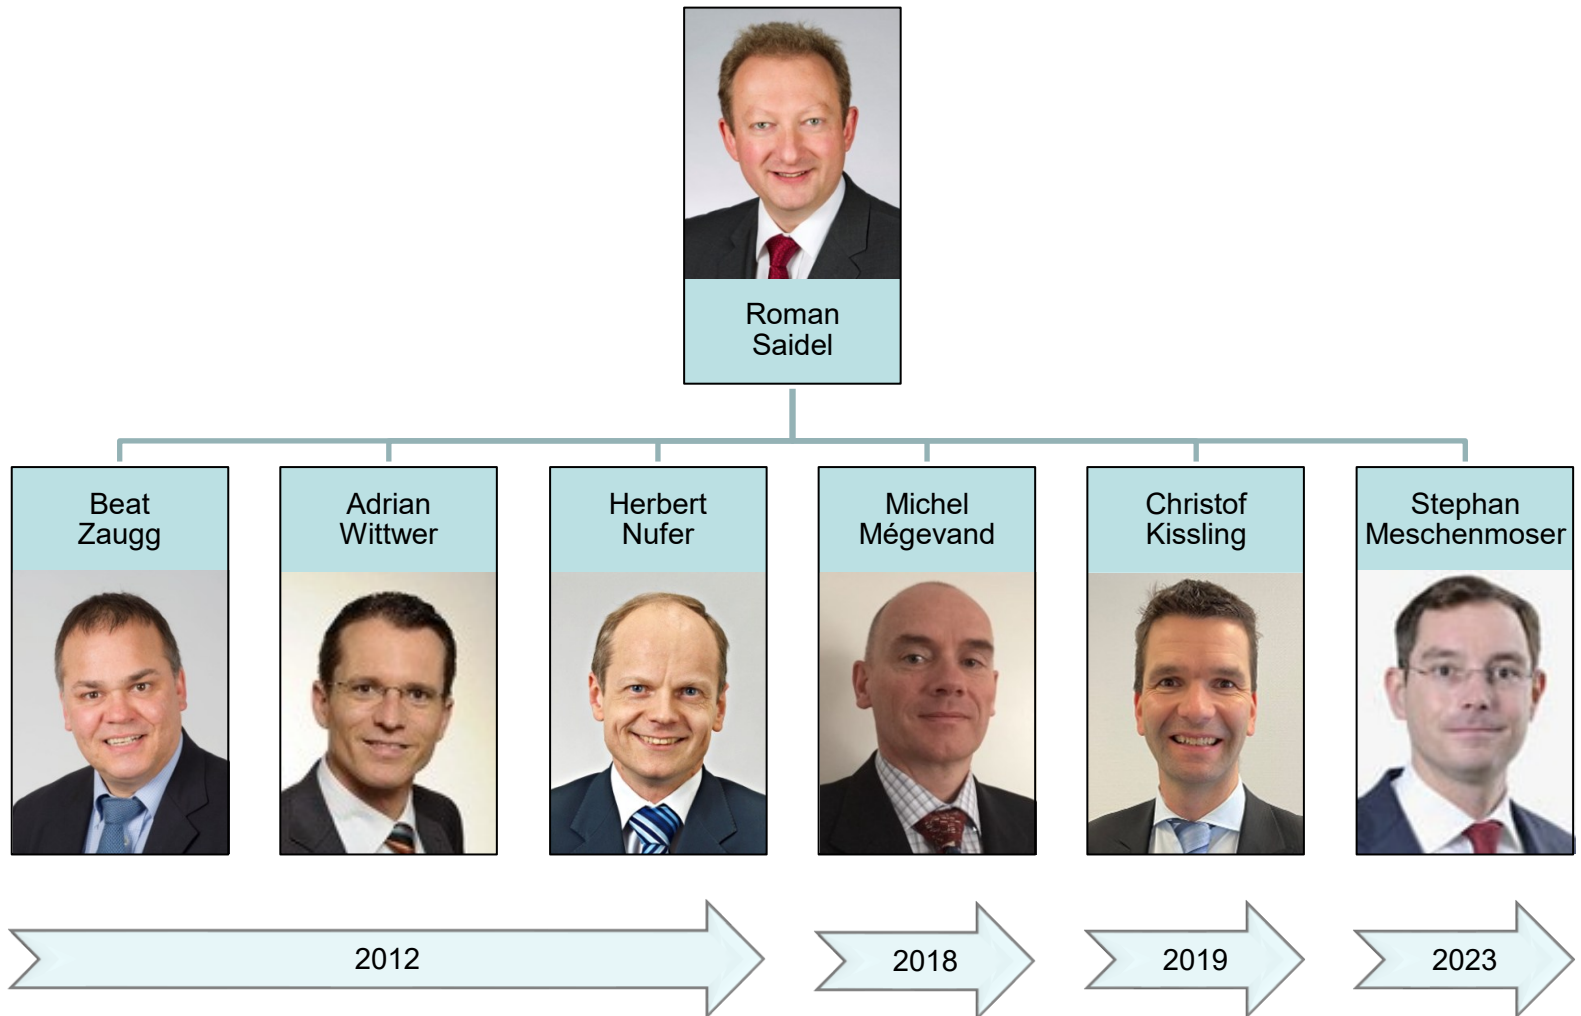 Roman
Saidel
Beat
Zaugg
Adrian
Wittwer
Herbert
Nufer
Michel
Mégevand
Christof
Kissling
Stephan
Meschenmoser
2012
2018
2019
2023